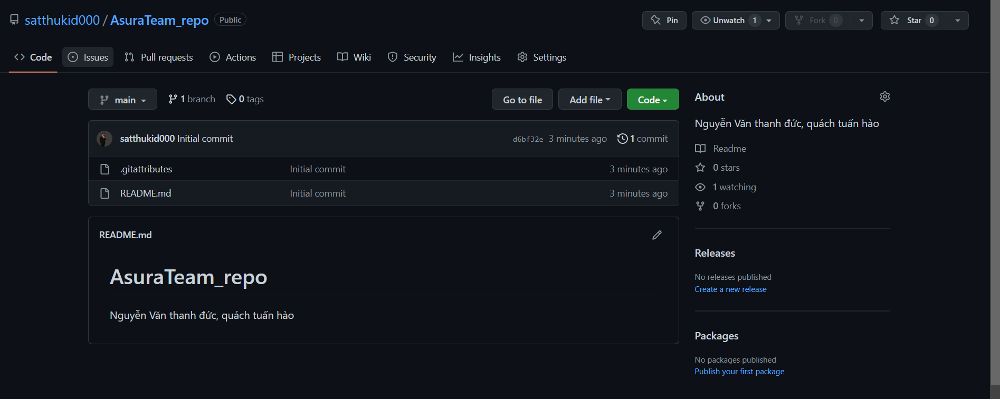 satthukid000 / AsuraTeam_repo Public
Pin Unwatch 1 Fork 0 Star 0
Code Issues Pull requests Actions Projects Wiki Security Insights Settings
main 1 branch 0 tags Go to file Add file Code
satthukid000 Initial commit d6bf32e 3 minutes ago 1 commit
.gitattributes Initial commit 3 minutes ago
README.md Initial commit 3 minutes ago
README.md
AsuraTeam_repo
Nguyễn Văn thanh đức, quách tuấn hào
About
Nguyễn Văn thanh đức, quách tuấn hào
Readme
0 stars
1 watching
0 forks
Releases
No releases published
Create a new release
Packages
No packages published
Publish your first package